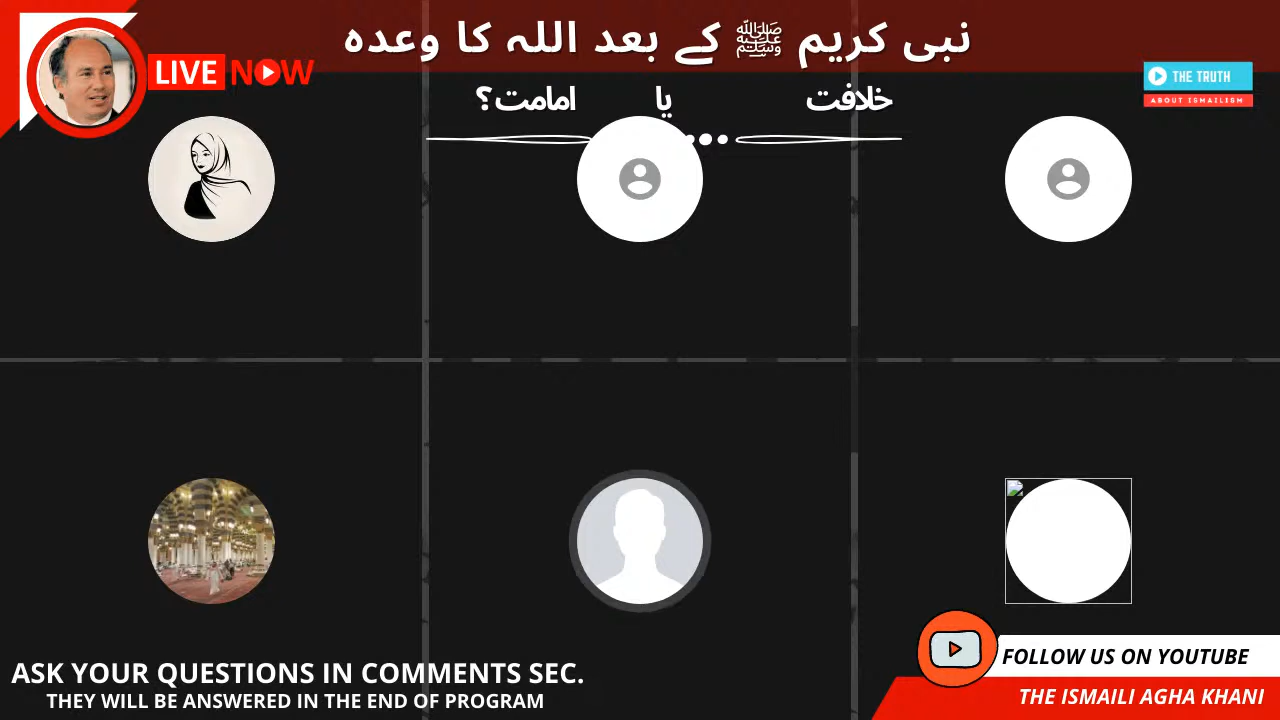 نبی کریم ﷺ کے بعد اللہ کا وعدہ
LIVE NOW
THE TRUTH
ABOUT ISMAILISM
خلافت یا امامت؟
ASK YOUR QUESTIONS IN COMMENTS SEC.
THEY WILL BE ANSWERED IN THE END OF PROGRAM
FOLLOW US ON YOUTUBE
THE ISMAILI AGHA KHANI